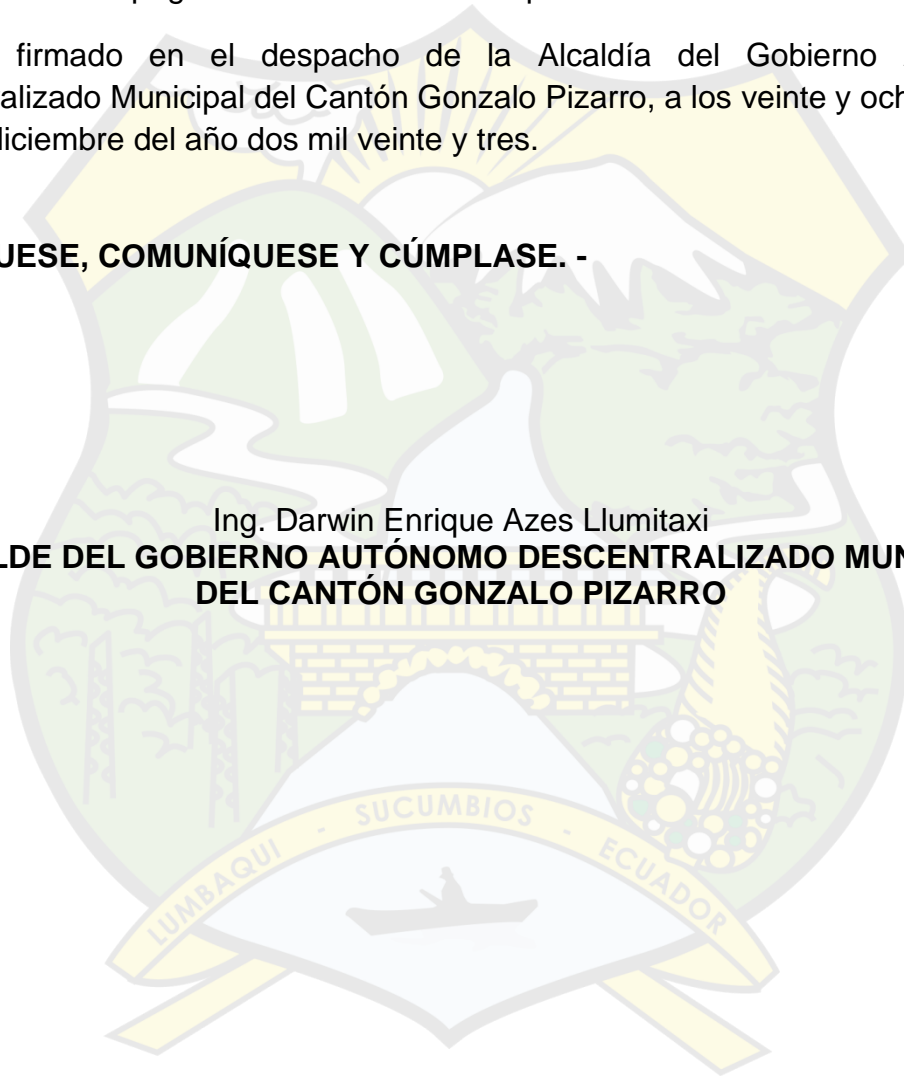 firmado en el despacho de la Alcaldía del Gobierno
alizado Municipal del Cantón Gonzalo Pizarro, a los veinte y och
diciembre del año dos mil veinte y tres.
UESE, COMUNÍQUESE Y CÚMPLASE. -
Ing. Darwin Enrique Azes Llumitaxi
LDE DEL GOBIERNO AUTÓNOMO DESCENTRALIZADO MUN
DEL CANTÓN GONZALO PIZARRO
LUMBAQUI - SUCUMBIOS - ECUADOR